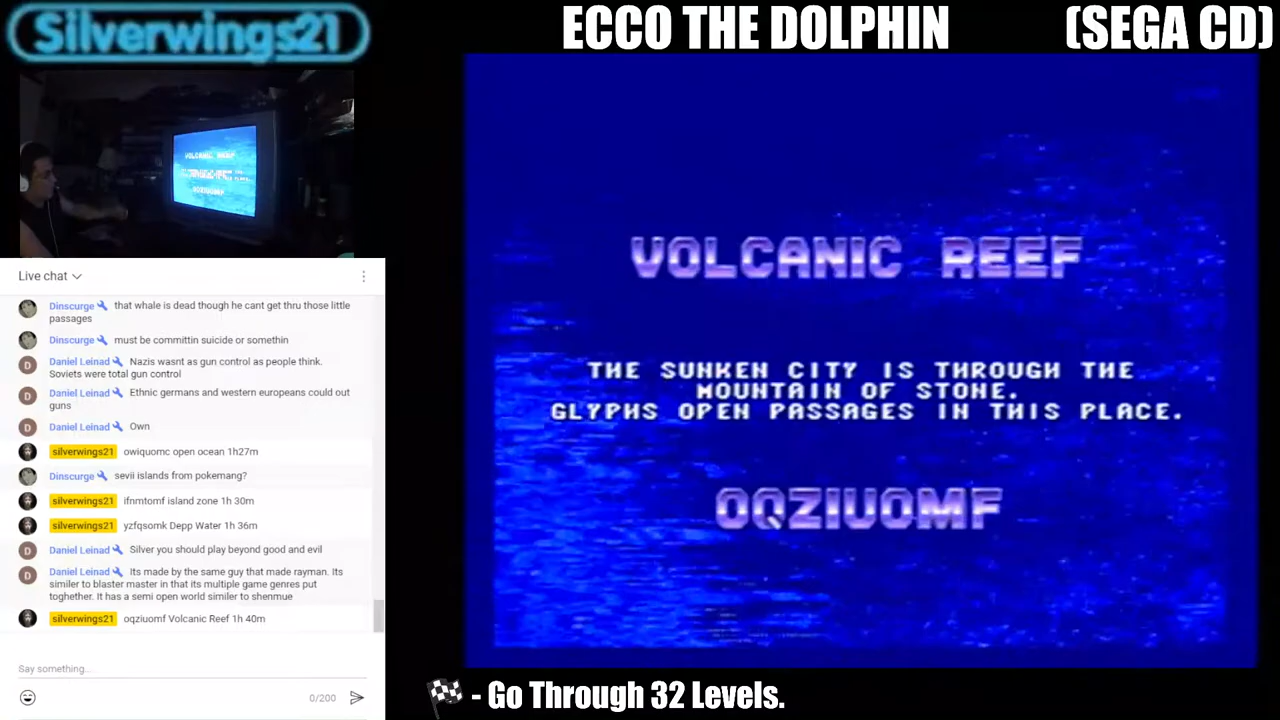 Silverwings21
ECCO THE DOLPHIN (SEGA CD)
VOLCANIC REEF
OQZIUOMF
Live chat
Dinscurge that whale is dead though he cant get thru those little
passages
Dinscurge must be committin suicide or somethin
Daniel Leinad Nazis wasnt as gun control as people think.
Soviets were total gun control
Daniel Leinad Ethnic germans and western europeans could out
guns
Daniel Leinad Own
silverwings21 owiquomc open ocean 1h27m
Dinscurge sevii islands from pokemang?
silverwings21 ifnmtomf island zone 1h 30m
silverwings21 yzfqsomk Depp Water 1h 36m
Daniel Leinad Silver you should play beyond good and evil
Daniel Leinad Its made by the same guy that made rayman. Its
similer to blaster master in that its multiple game genres put
toghether. It has a semi open world similer to shenmue
silverwings21 oqziuomf Volcanic Reef 1h 40m
Say something...
0/200
VOLCANIC REEF
THE SUNKEN CITY IS THROUGH THE
MOUNTAIN OF STONE.
GLYPHS OPEN PASSAGES IN THIS PLACE.
OQZIUOMF
- Go Through 32 Levels.